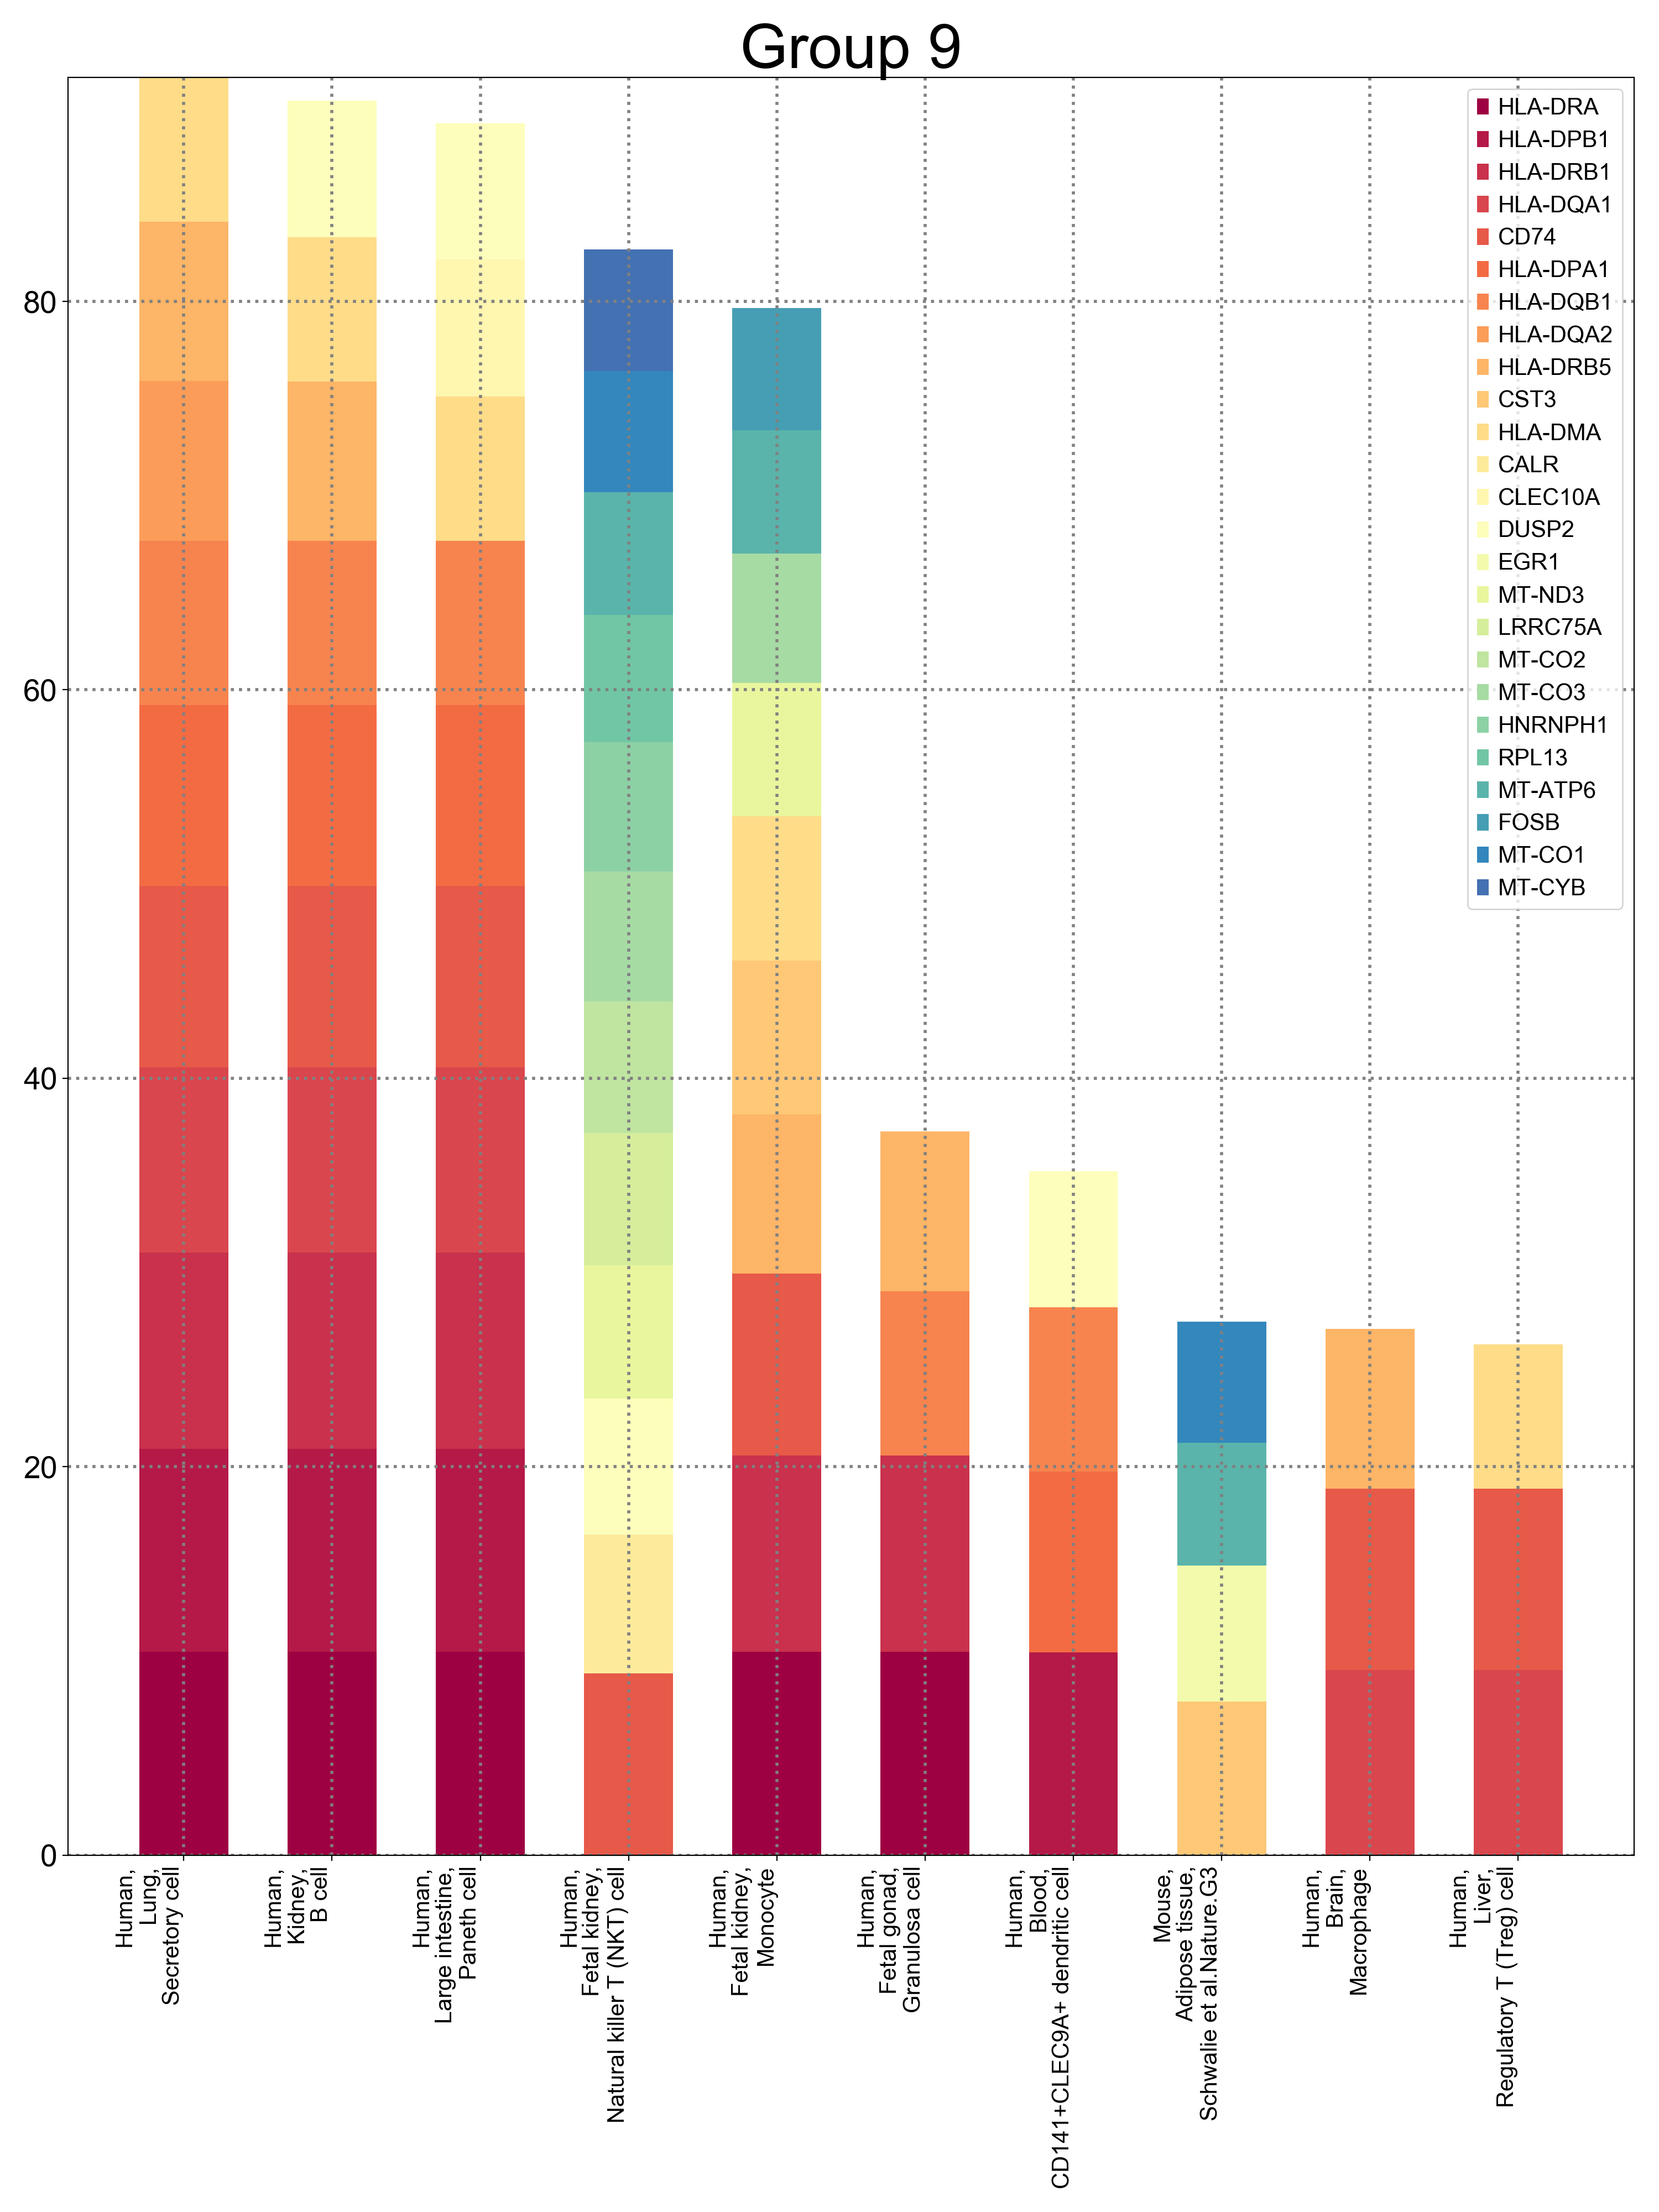 Group 9
HLA-DRA
HLA-DPB1
HLA-DRB1
HLA-DQA1
CD74
HLA-DPA1
HLA-DQB1
HLA-DQA2
HLA-DRB5
CST3
HLA-DMA
CALR
CLEC10A
DUSP2
EGR1
MT-ND3
LRRC75A
MT-CO2
MT-CO3
HNRNPH1
RPL13
MT-ATP6
FOSB
MT-CO1
MT-CYB
80
60
40
20
0
Human,
Lung,
Secretory cell
Human,
Kidney,
B cell
Human,
Large intestine,
Paneth cell
Human,
Fetal kidney,
Natural killer T (NKT) cell
Human,
Fetal kidney,
Monocyte
Human,
Fetal gonad,
Granulosa cell
Human,
Blood,
CD141+CLEC9A+ dendritic cell
Mouse,
Adipose tissue,
Schwalie et al.Nature.G3
Human,
Brain,
Macrophage
Human,
Liver,
Regulatory T (Treg) cell